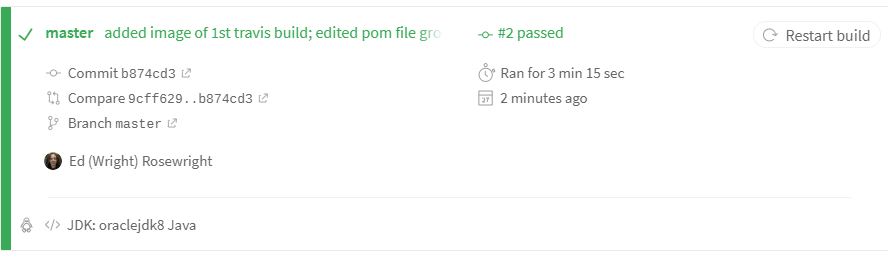 master added image of 1st travis build; edited pom file gro
#2 passed
Restart build
Commit b874cd3
Ran for 3 min 15 sec
Compare 9cff629..b874cd3
2 minutes ago
Branch master
Ed (Wright) Rosewright
JDK: oraclejdk8 Java